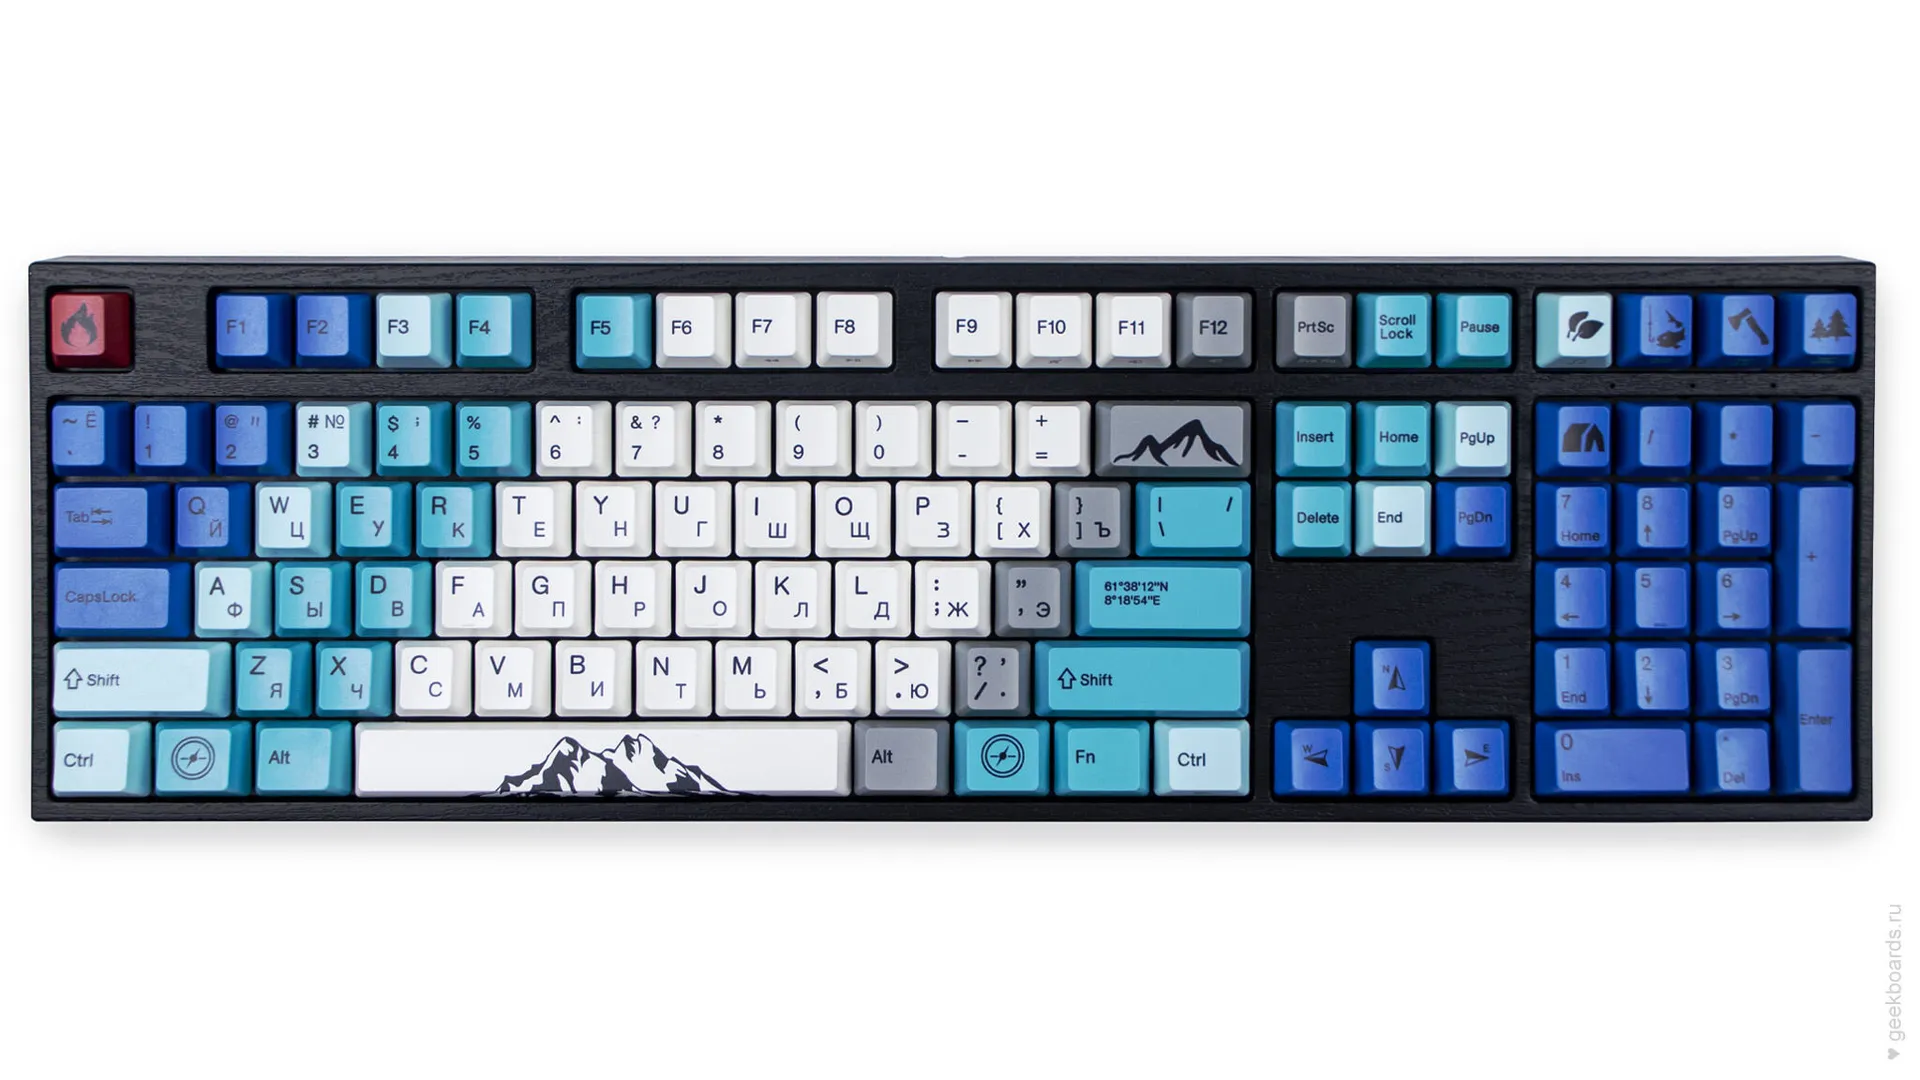 F1 F2 F3 F4 F5 F6 F7 F8 F9 F10 F11 F12 PrtSc Scroll Lock Pause
~ Ё ! @ " # № $ ; % ^ : & ? * ( ) — +
` 1 2 3 4 5 6 7 8 9 0 - = Insert Home PgUp / * -
Tab Q Й W Ц E У R К T Е Y Н U Г I Ш O Щ P З { [ Х } ] Ъ | / \ Delete End PgDn 7 Home 8 ↑ 9 PgUp +
CapsLock A Ф S Ы D В F А G П H Р J О K Л L Д : ; Ж " ' Э 61°38'12"N
8°18'54"E 4 ← 5 6 →
Shift Z Я X Ч C С V М B И N Т M Ь < , Б > . Ю ? , / . Shift N 1 End 2 ↓ 3 PgDn Enter
Ctrl Alt Alt Fn Ctrl W S E 0 Ins . Del
♥ geekboards.ru